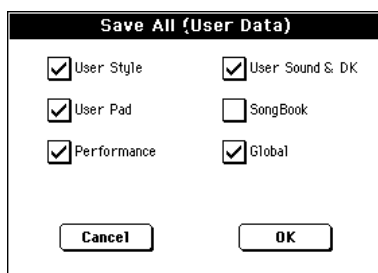 Save All (User Data)
User Style
User Sound & DK
User Pad
SongBook
Performance
Global
Cancel
OK